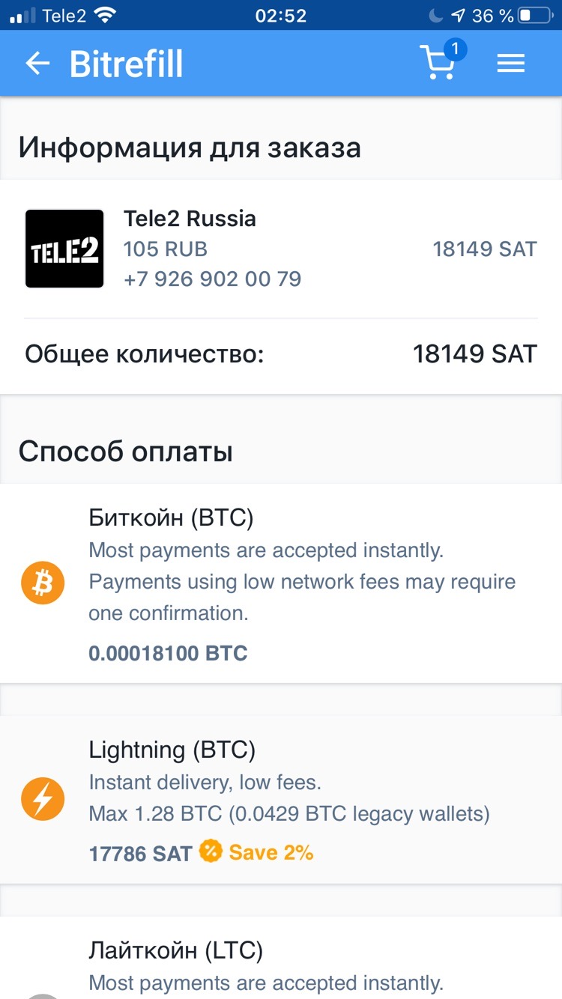 Tele2 02:52 36 %
Bitrefill 1
Информация для заказа
Tele2 Russia
TELE2
105 RUB 18149 SAT
+7 926 902 00 79
Общее количество: 18149 SAT
Способ оплаты
Биткойн (BTC)
Most payments are accepted instantly.
Payments using low network fees may require
one confirmation.
0.00018100 BTC
Lightning (BTC)
Instant delivery, low fees.
Max 1.28 BTC (0.0429 BTC legacy wallets)
17786 SAT % Save 2%
Лайткойн (LTC)
Most payments are accepted instantly.